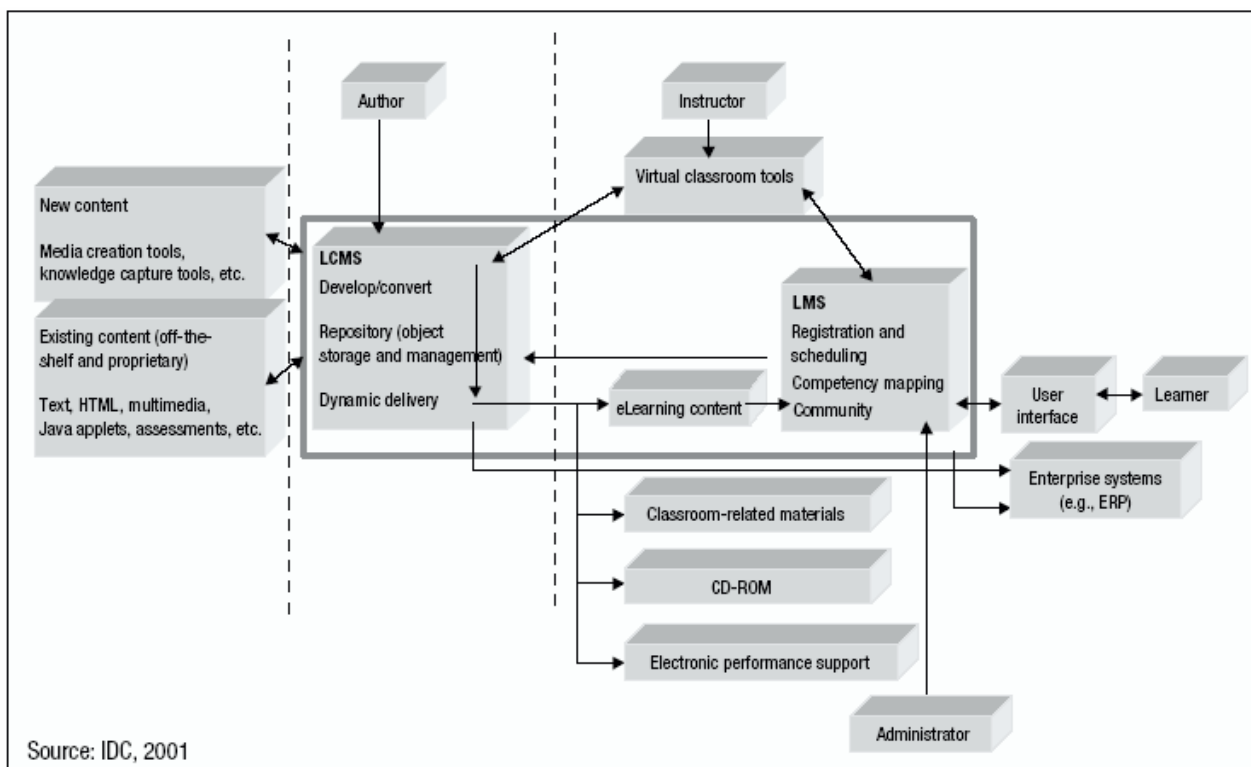 Author
Instructor
Virtual classroom tools
New content
Media creation tools,
knowledge capture tools, etc.
Existing content (off-the-
shelf and proprietary)
Text, HTML, multimedia,
Java applets, assessments, etc.
LCMS
Develop/convert
Repository (object
storage and management)
Dynamic delivery
eLearning content
LMS
Registration and
scheduling
Competency mapping
Community
User
interface
Learner
Enterprise systems
(e.g., ERP)
Classroom-related materials
CD-ROM
Electronic performance support
Administrator
Source: IDC, 2001